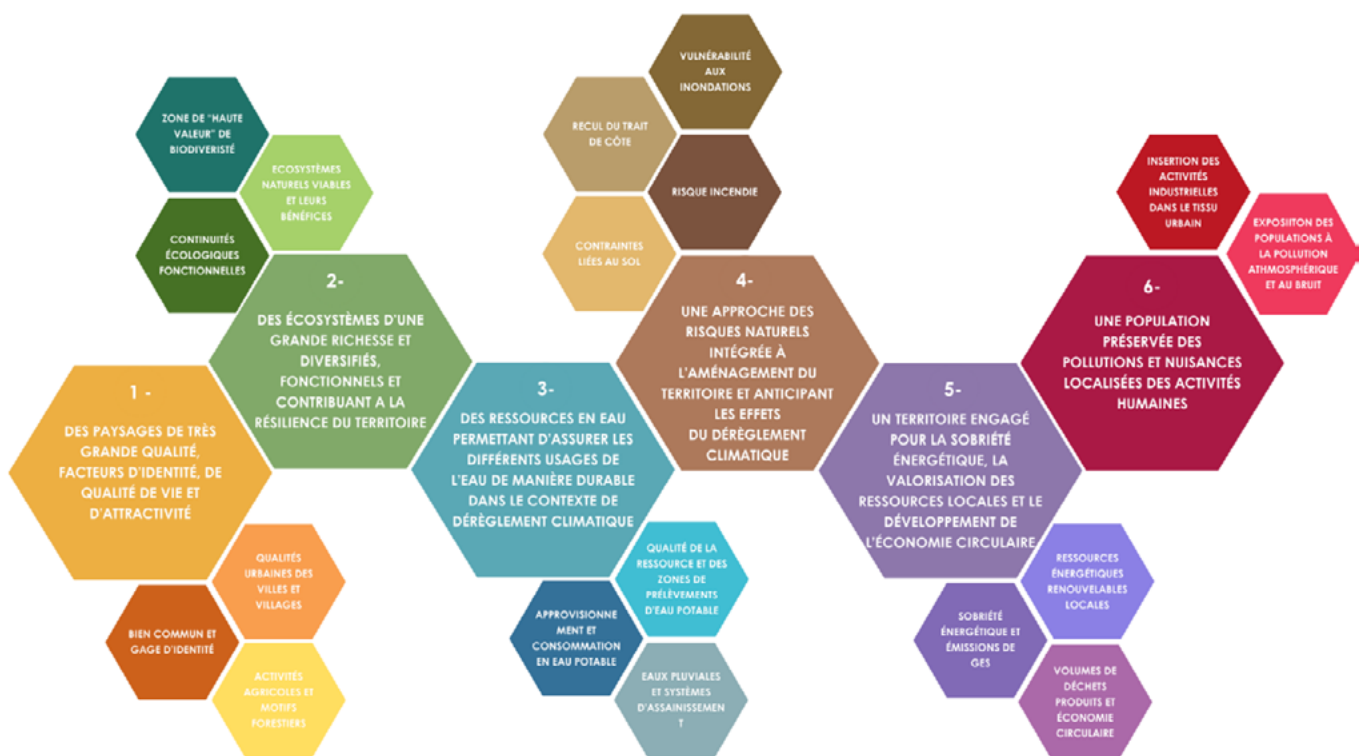 1 -
DES PAYSAGES DE TRÈS
GRANDE QUALITÉ,
FACTEURS D'IDENTITÉ, DE
QUALITÉ DE VIE ET
D'ATTRACTIVITÉ
QUALITÉS
URBAINES DES
VILLES ET
VILLAGES
BIEN COMMUN ET
GAGE D'IDENTITÉ
ACTIVITÉS
AGRICOLES ET
MOTIFS
FORESTIERS
ZONE DE "HAUTE
VALEUR" DE
BIODIVERISTÉ
ECOSYSTÈMES
NATURELS VIABLES
ET LEURS
BÉNÉFICES
CONTINUITÉS
ÉCOLOGIQUES
FONCTIONNELLES
2-
DES ÉCOSYSTÈMES D'UNE
GRANDE RICHESSE ET
DIVERSIFIÉS,
FONCTIONNELS ET
CONTRIBUANT A LA
RÉSILIENCE DU TERRITOIRE
3-
DES RESSOURCES EN EAU
PERMETTANT D'ASSURER LES
DIFFÉRENTS USAGES DE
L'EAU DE MANIÈRE DURABLE
DANS LE CONTEXTE DE
DÉRÈGLEMENT CLIMATIQUE
QUALITÉ DE LA
RESSOURCE ET DES
ZONES DE
PRÉLÈVEMENTS
D'EAU POTABLE
APPROVISIONNE
MENT ET
CONSOMMATION
EN EAU POTABLE
EAUX PLUVIALES
ET SYSTÈMES
D'ASSAINISSEMEN
T
VULNÉRABILITÉ
AUX
INONDATIONS
RECUL DU TRAIT
DE CÔTE
RISQUE INCENDIE
CONTRAINTES
LIÉES AU SOL
4-
UNE APPROCHE DES
RISQUES NATURELS
INTÉGRÉE À
L'AMÉNAGEMENT DU
TERRITOIRE ET ANTICIPANT
LES EFFETS
DU DÉRÈGLEMENT
CLIMATIQUE
5-
UN TERRITOIRE ENGAGÉ
POUR LA SOBRIÉTÉ
ÉNERGÉTIQUE, LA
VALORISATION DES
RESSOURCES LOCALES ET LE
DÉVELOPPEMENT DE
L'ÉCONOMIE CIRCULAIRE
RESSOURCES
ÉNERGÉTIQUES
RENOUVELABLES
LOCALES
SOBRIÉTÉ
ÉNERGÉTIQUE ET
ÉMISSIONS DE
GES
VOLUMES DE
DÉCHETS
PRODUITS ET
ÉCONOMIE
CIRCULAIRE
INSERTION DES
ACTIVITÉS
INDUSTRIELLES
DANS LE TISSU
URBAIN
EXPOSIITON DES
POPULATIONS À
LA POLLUTION
ATHMOSPHÉRIQUE
ET AU BRUIT
6-
UNE POPULATION
PRÉSERVÉE DES
POLLUTIONS ET NUISANCES
LOCALISÉES DES ACTIVITÉS
HUMAINES